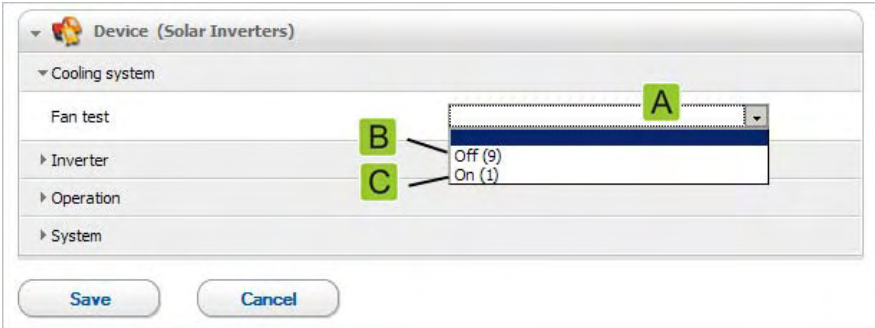 Device (Solar Inverters)
Cooling system
Fan test
A
B
Off (9)
Inverter
C
On (1)
Operation
System
Save Cancel